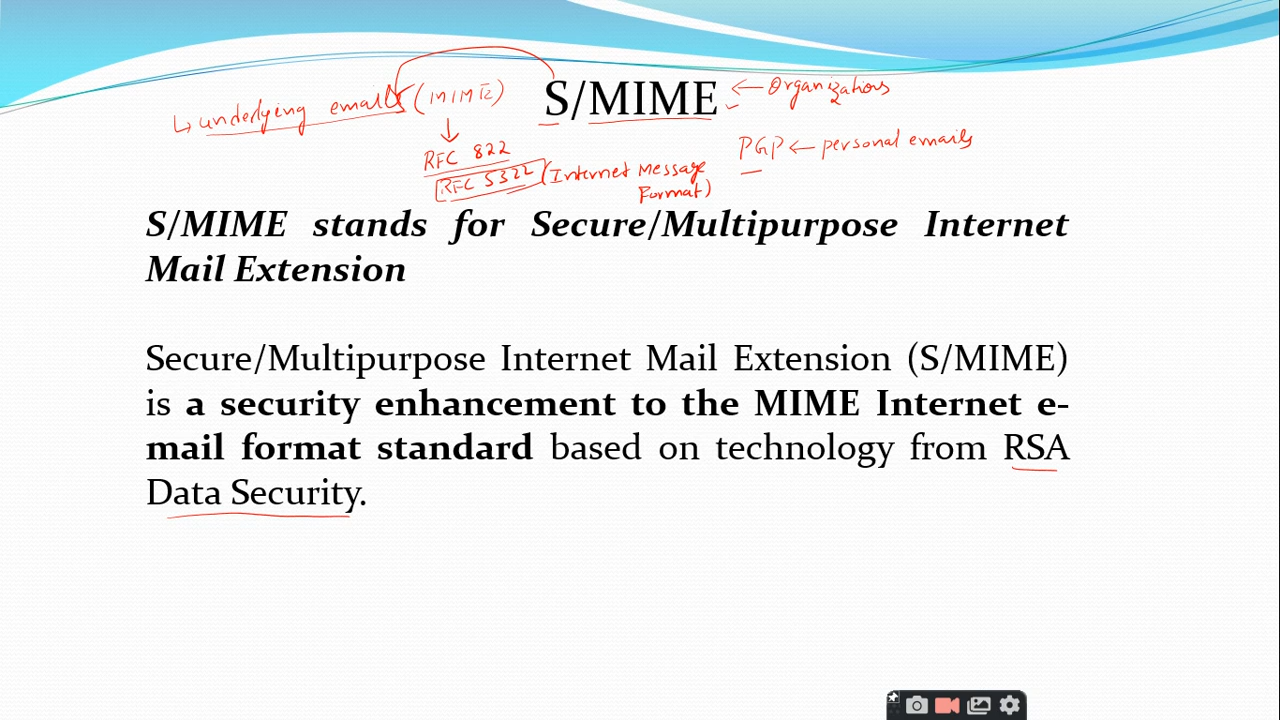 S/MIME ← Organizations
↳ underlying emails (MIME)
↓
RFC 822
RFC 5322 (Internet Message Format)
PGP ← personal emails
S/MIME stands for Secure/Multipurpose Internet
Mail Extension
Secure/Multipurpose Internet Mail Extension (S/MIME)
is a security enhancement to the MIME Internet e-
mail format standard based on technology from RSA
Data Security.